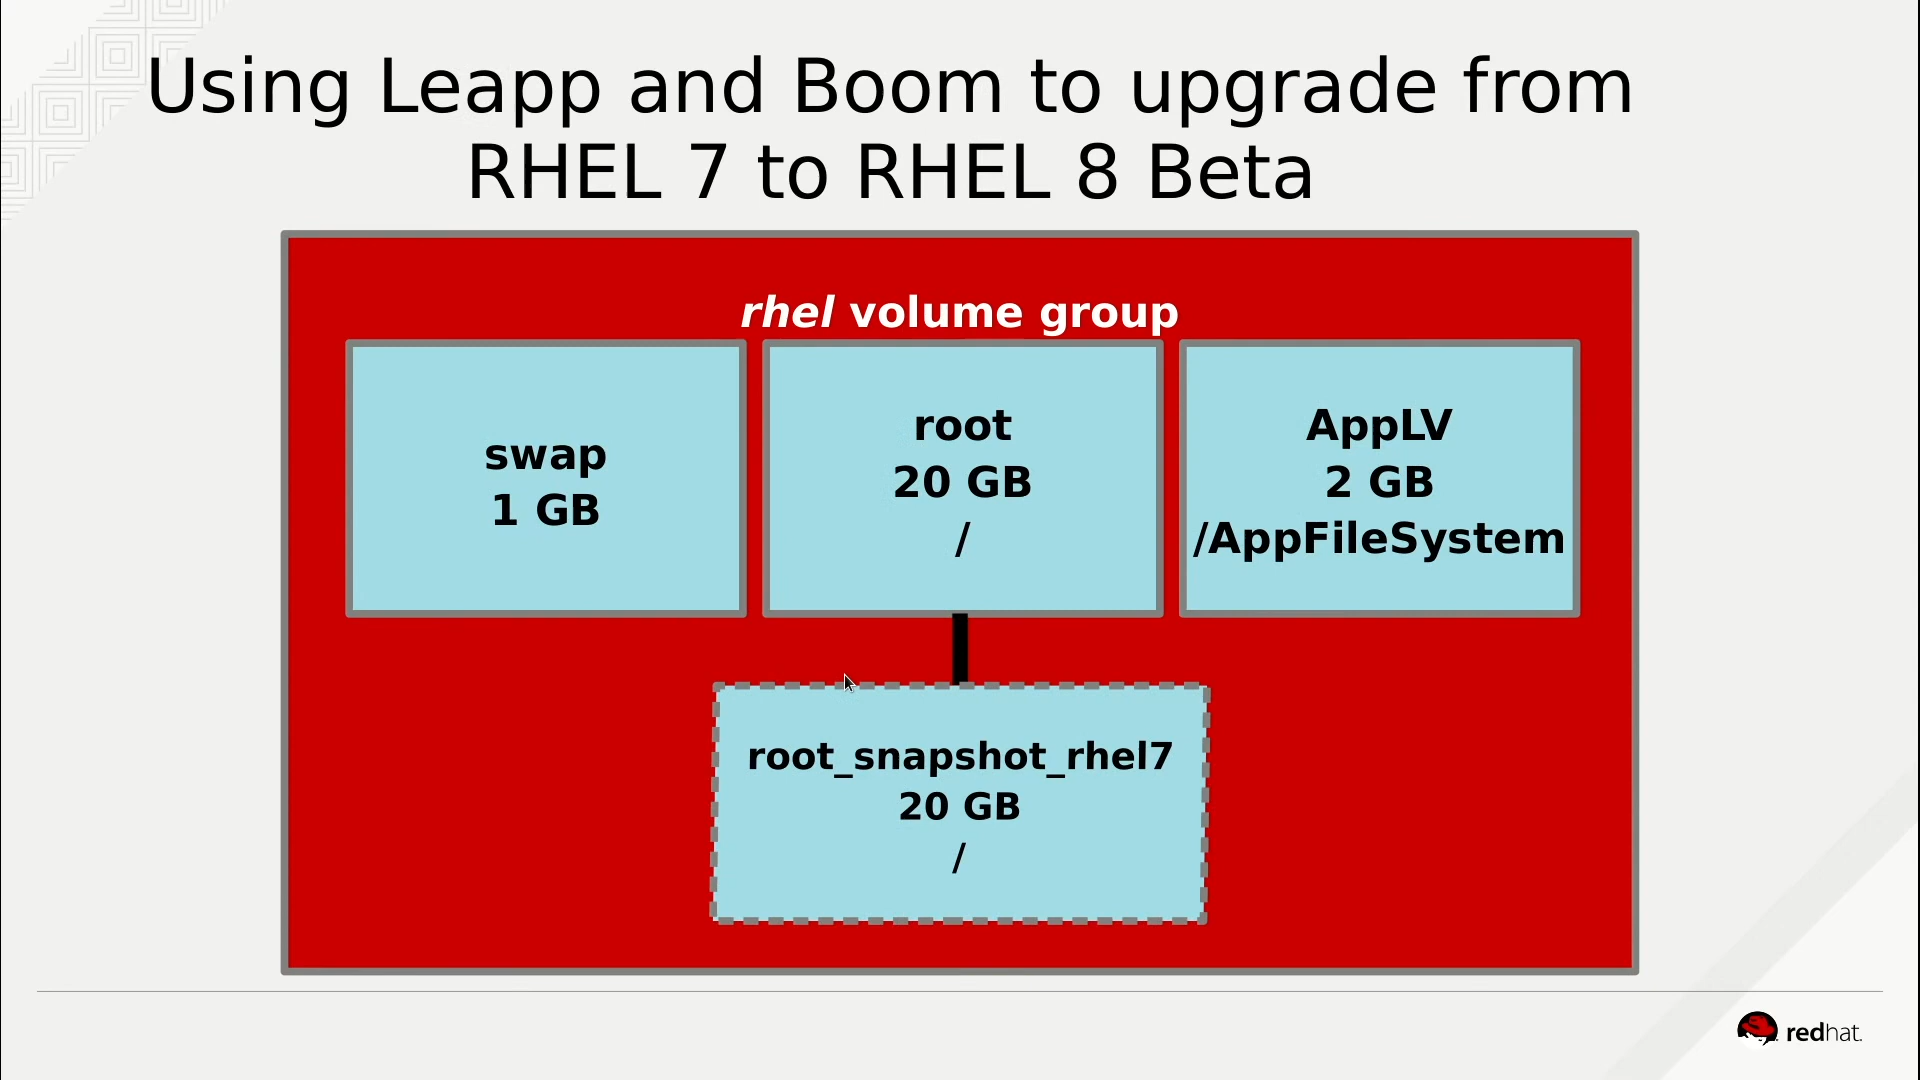 Using Leapp and Boom to upgrade from
RHEL 7 to RHEL 8 Beta
rhel volume group
swap
1 GB
root
20 GB
/
AppLV
2 GB
/AppFileSystem
root_snapshot_rhel7
20 GB
/
redhat.